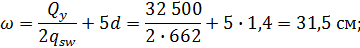 ω = Q_y / 2q_sw + 5d = 32 500 / 2 · 662 + 5 · 1,4 = 31,5 см;